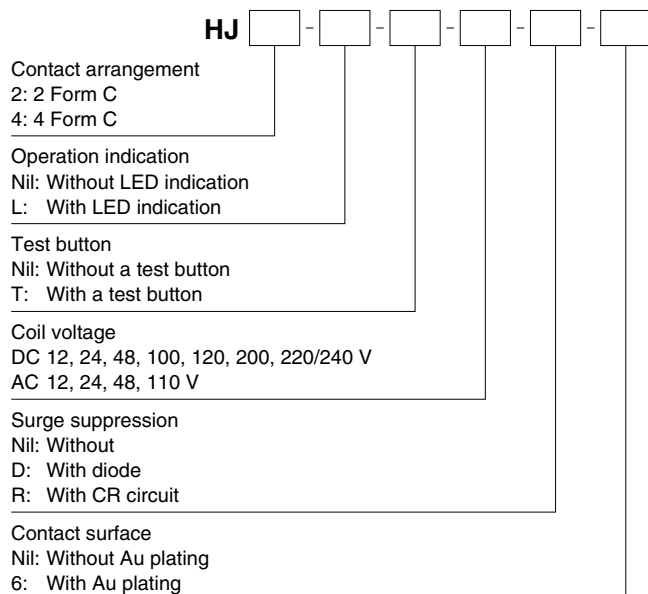 HJ - - - - -
Contact arrangement
2: 2 Form C
4: 4 Form C
Operation indication
Nil: Without LED indication
L: With LED indication
Test button
Nil: Without a test button
T: With a test button
Coil voltage
DC 12, 24, 48, 100, 120, 200, 220/240 V
AC 12, 24, 48, 110 V
Surge suppression
Nil: Without
D: With diode
R: With CR circuit
Contact surface
Nil: Without Au plating
6: With Au plating